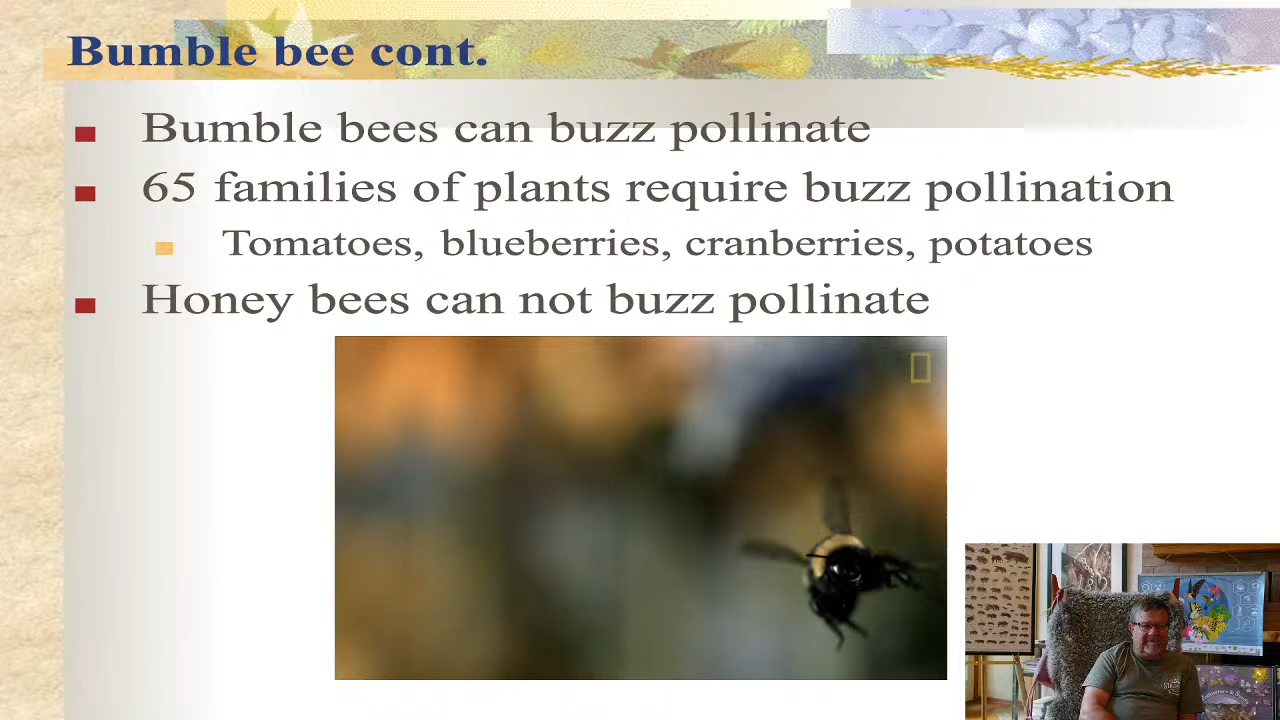 Bumble bee cont.
Bumble bees can buzz pollinate
65 families of plants require buzz pollination
Tomatoes, blueberries, cranberries, potatoes
Honey bees can not buzz pollinate